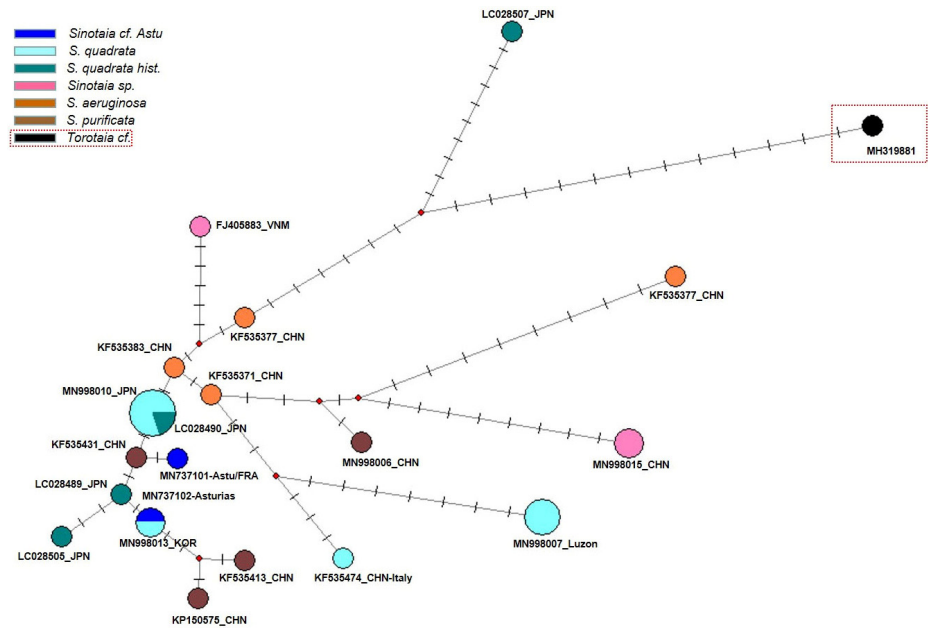 LC028507_JPN
Sinotaia cf. Astu
S. quadrata
S. quadrata hist.
Sinotaia sp.
S. aeruginosa
S. purificata
Torotaia cf.
MH319881
FJ405883_VNM
KF535377_CHN
KF535377_CHN
KF535383_CHN
KF535371_CHN
MN998010_JPN
LC028490_JPN
KF535431_CHN
MN998006_CHN
MN998015_CHN
MN737101-Astu/FRA
LC028489_JPN
MN737102-Asturias
MN998013_KOR
MN998007_Luzon
LC028505_JPN
KF535413_CHN
KF535474_CHN-Italy
KP150575_CHN